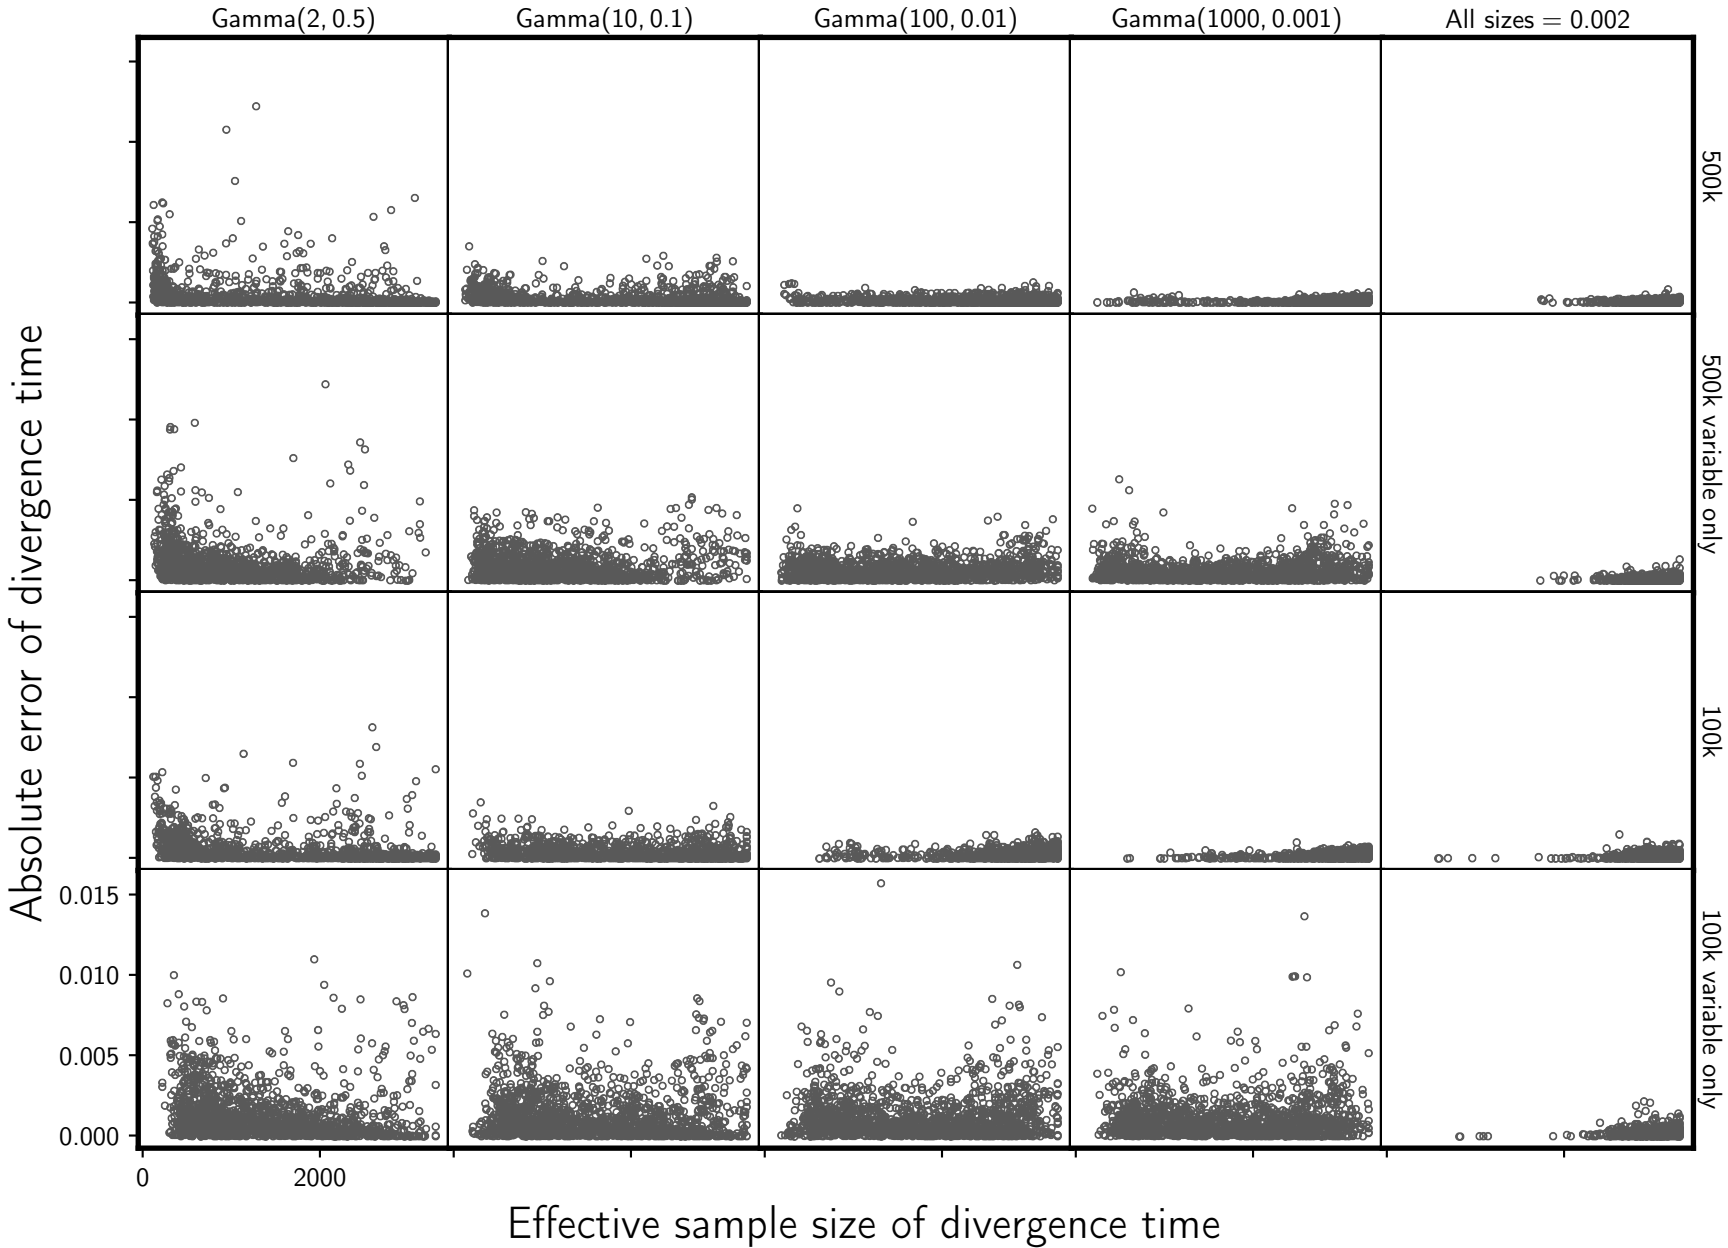 Gamma(2, 0.5)
Gamma(10, 0.1)
Gamma(100, 0.01)
Gamma(1000, 0.001)
All sizes = 0.002
500k
500k variable only
100k
100k variable only
Absolute error of divergence time
0.015
0.010
0.005
0.000
0
2000
Effective sample size of divergence time